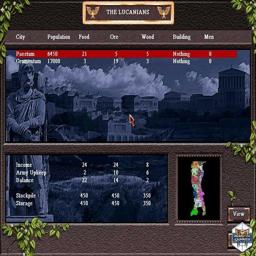 THE LUCANIANS
City Population Food Ore Wood Building Men
Paestum 6450 21 5 5 Nothing 8
Grumentum 17000 3 19 3 Nothing 0
Income 24 24 8
Army Upkeep 2 10 6
Balance 22 14 2
Stockpile 450 450 350
Storage 450 450 350
View